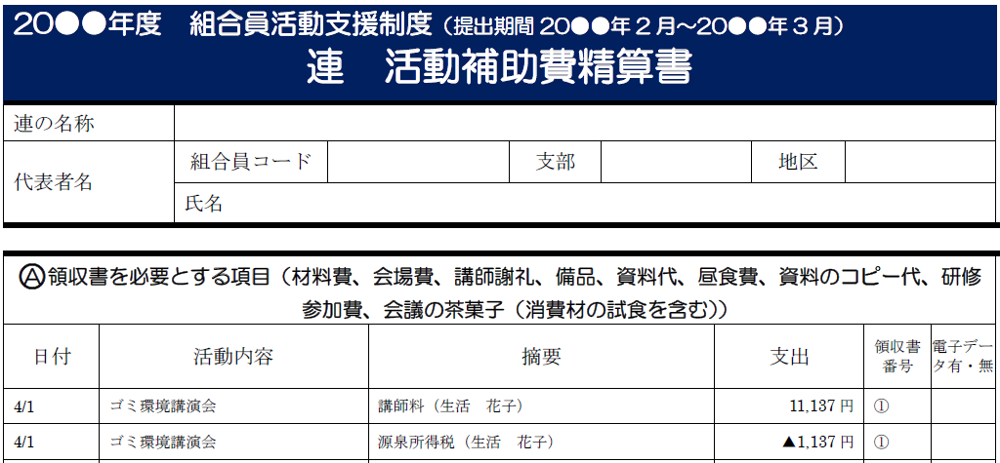 20●●年度　組合員活動支援制度（提出期間 20●●年２月～20●●年３月）
連　活動補助費精算書
連の名称
代表者名
組合員コード
支部
地区
氏名
Ⓐ領収書を必要とする項目（材料費、会場費、講師謝礼、備品、資料代、昼食費、資料のコピー代、研修
参加費、会議の茶菓子（消費材の試食を含む））
日付 活動内容 摘要 支出 領収書番号 電子データ有・無
4/1 ゴミ環境講演会 講師料（生活　花子） 11,137 円 ①
4/1 ゴミ環境講演会 源泉所得税（生活　花子） ▲1,137 円 ①